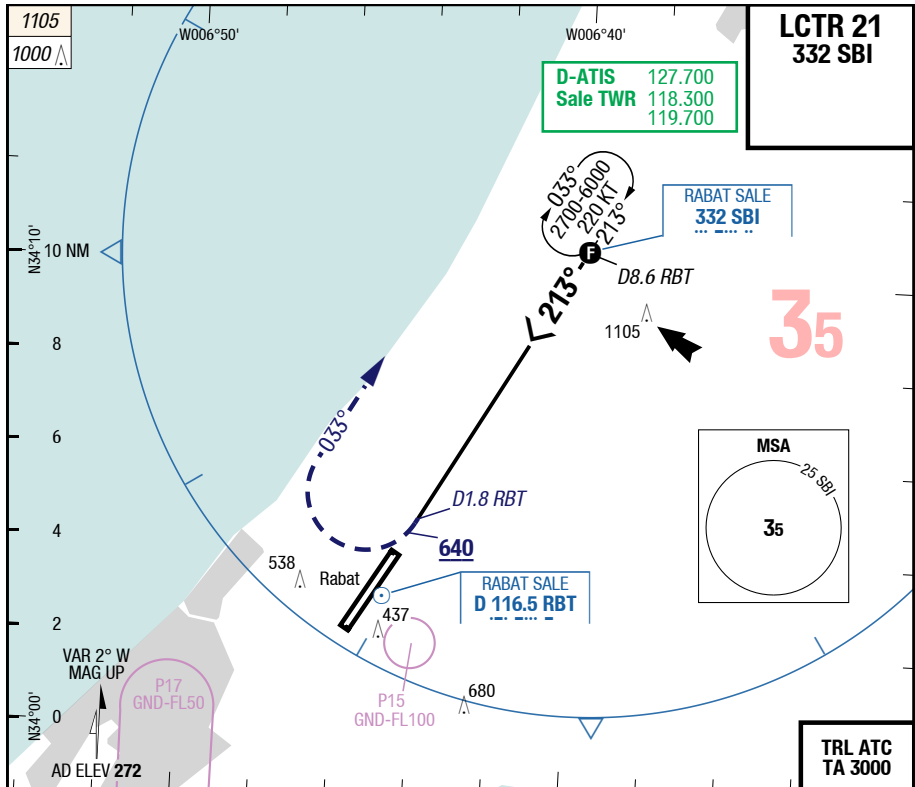 1105
1000
W006°50'
W006°40'
LCTR 21
332 SBI
D-ATIS 127.700
Sale TWR 118.300
119.700
033°
2700-6000
220 KT
213°
RABAT SALE
332 SBI
F
D8.6 RBT
N34°10'
10 NM
213°
1105
35
8
6
033°
MSA
25 SBI
35
D1.8 RBT
4
640
538
Rabat
RABAT SALE
D 116.5 RBT
2
437
VAR 2° W
MAG UP
P17
GND-FL50
P15
GND-FL100
680
N34°00'
0
AD ELEV 272
TRL ATC
TA 3000